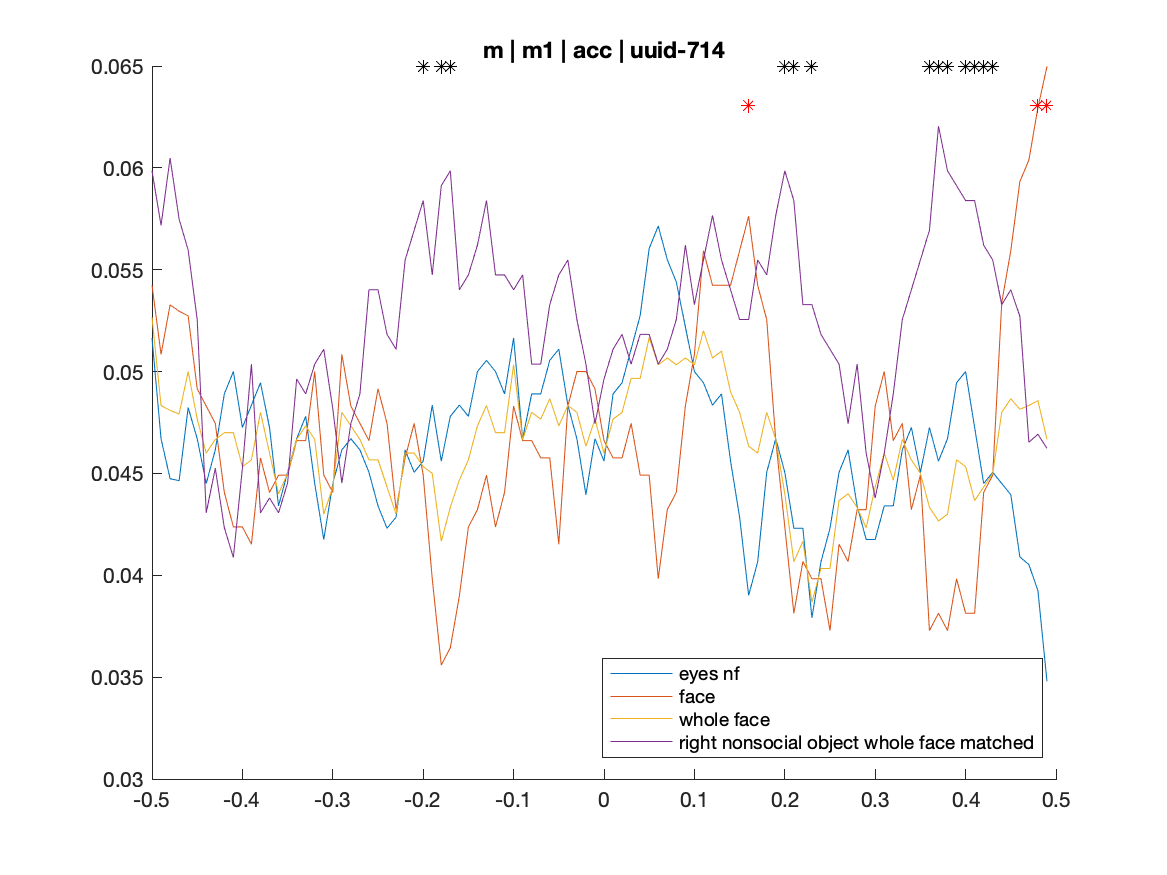 m | m1 | acc | uuid-714
0.065
0.06
0.055
0.05
0.045
0.04
0.035
0.03
eyes nf
face
whole face
right nonsocial object whole face matched
-0.5 -0.4 -0.3 -0.2 -0.1 0 0.1 0.2 0.3 0.4 0.5